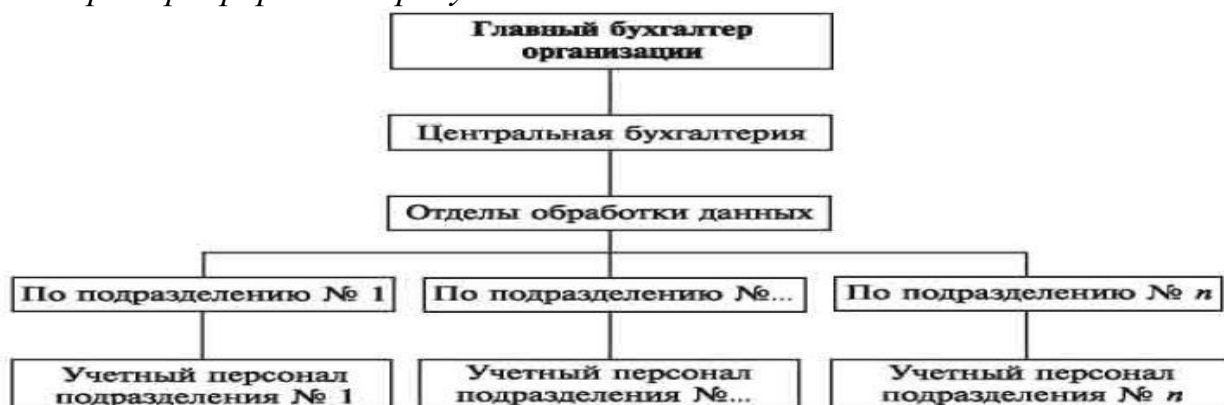 Главный бухгалтер
организации
Центральная бухгалтерия
Отделы обработки данных
По подразделению № 1
По подразделению №...
По подразделению № n
Учетный персонал
подразделения № 1
Учетный персонал
подразделения №...
Учетный персонал
подразделения № n